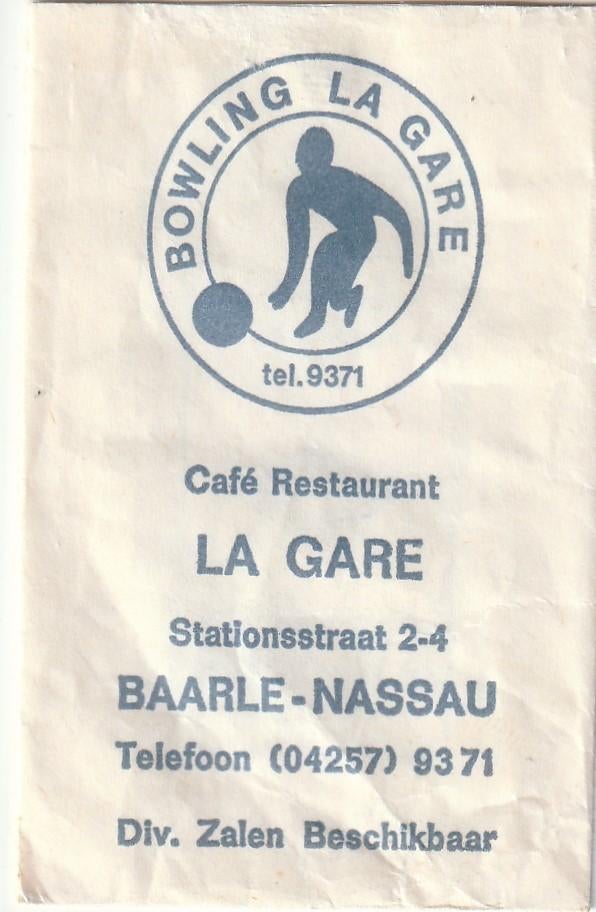 BOWLING LA GARE
tel.9371
Café Restaurant
LA GARE
Stationsstraat 2-4
BAARLE-NASSAU
Telefoon (04257) 9371
Div. Zalen Beschikbaar